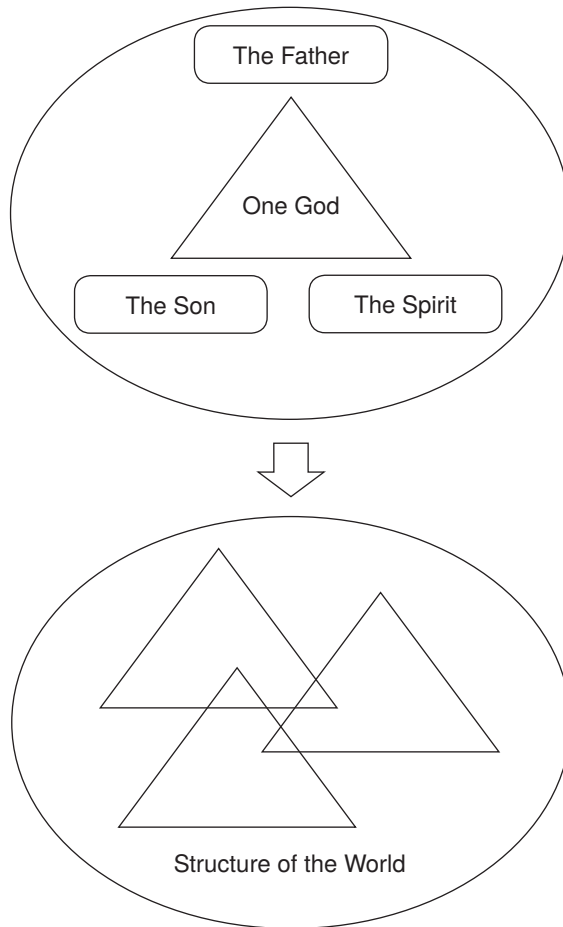 The Father
One God
The Son
The Spirit
Structure of the World